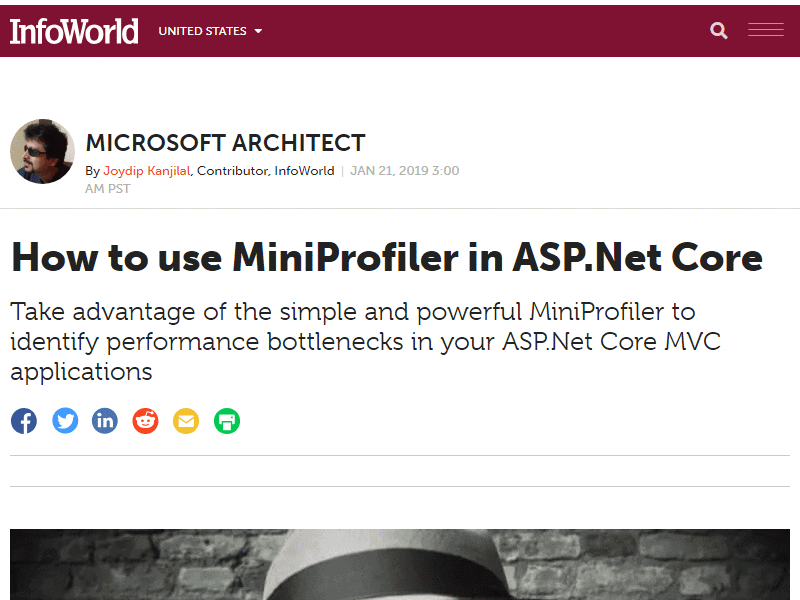 InfoWorld UNITED STATES
MICROSOFT ARCHITECT
By Joydip Kanjilal, Contributor, InfoWorld | JAN 21, 2019 3:00
AM PST
How to use MiniProfiler in ASP.Net Core
Take advantage of the simple and powerful MiniProfiler to
identify performance bottlenecks in your ASP.Net Core MVC
applications